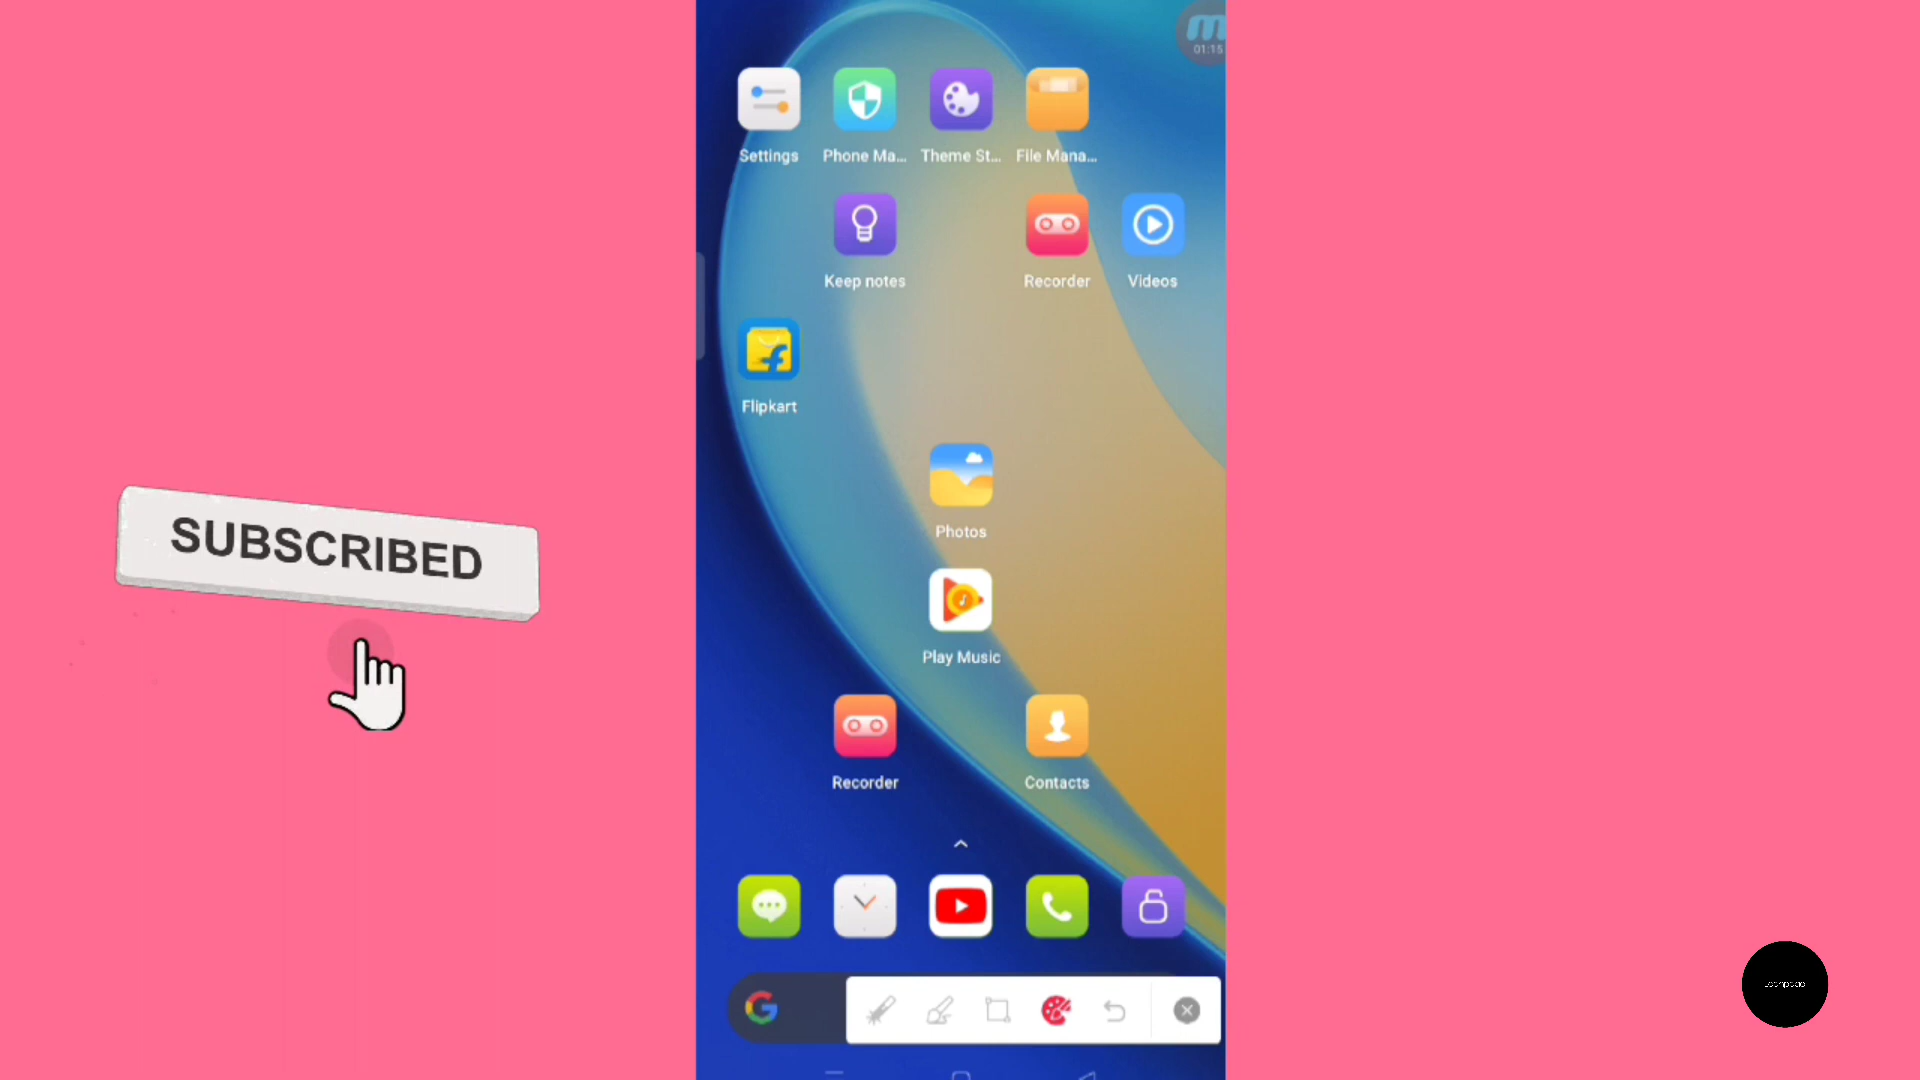 01:15
Settings
Phone Ma...
Theme St...
File Mana...
Keep notes
Recorder
Videos
Flipkart
Photos
SUBSCRIBED
Play Music
Recorder
Contacts